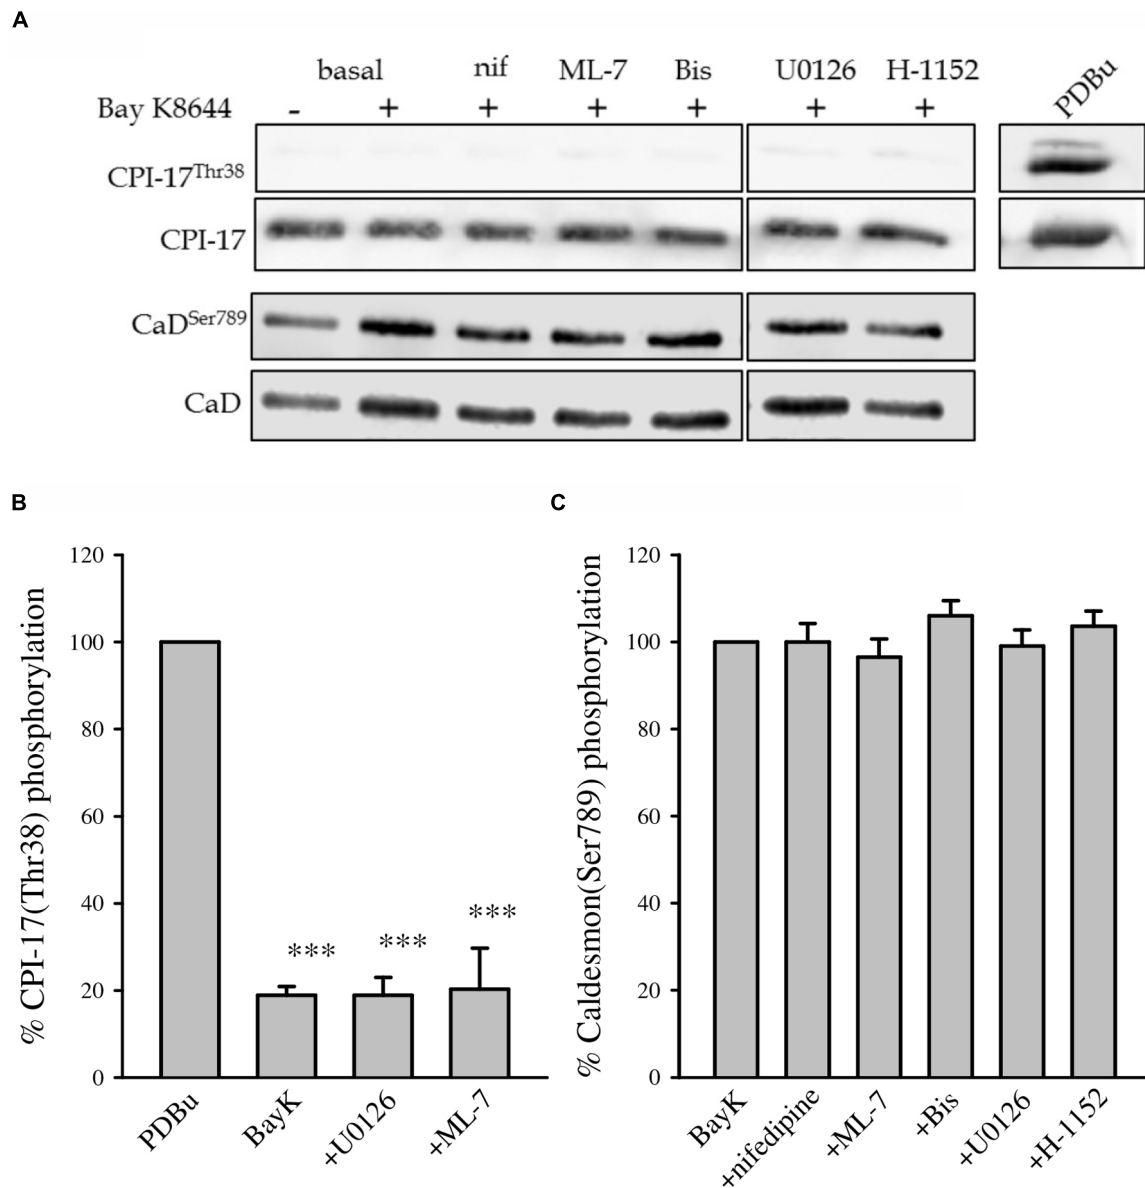 A
basal nif ML-7 Bis U0126 H-1152 PDBu
Bay K8644 - + + + + + +
CPI-17Thr38
CPI-17
CaDSer789
CaD
B
% CPI-17(Thr38) phosphorylation
120
100
80
60
40
20
0
*** *** ***
PDBu BayK +U0126 +ML-7
C
% Caldesmon(Ser789) phosphorylation
120
100
80
60
40
20
0
BayK +nifedipine +ML-7 +Bis +U0126 +H-1152